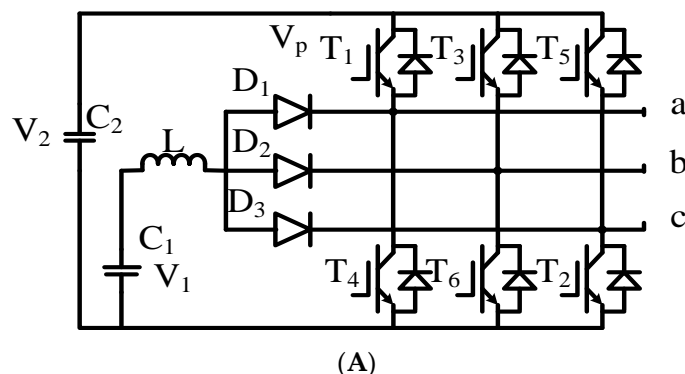 V_p T_1 T_3 T_5
D_1 a
V_2 C_2 L D_2 b
D_3 c
C_1 V_1 T_4 T_6 T_2
(A)